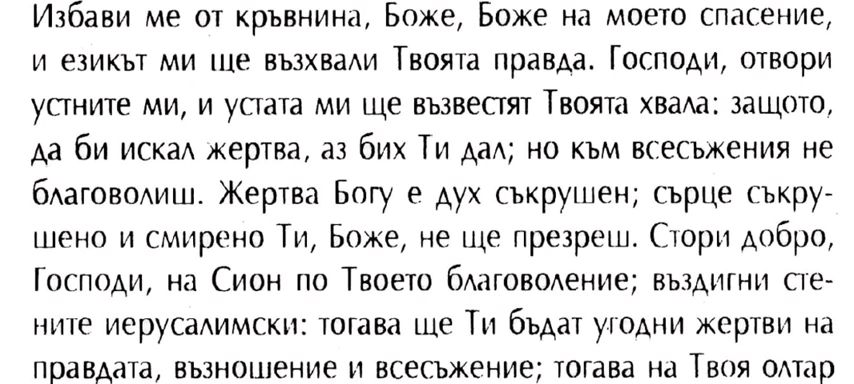 Избави ме от кръвнина, Боже, Боже на моето спасение,
и езикът ми ще възхвали Твоята правда. Господи, отвори
устните ми, и устата ми ще възвестят Твоята хвала: защото,
да би искал жертва, аз бих Ти дал; но към всесъжения не
благоволиш. Жертва Богу е дух съкрушен; сърце съкру-
шено и смирено Ти, Боже, не ще презреш. Стори добро,
Господи, на Сион по Твоето благоволение; въздигни сте-
ните иерусалимски: тогава ще Ти бъдат угодни жертви на
правдата, възношение и всесъжение; тогава на Твоя олтар